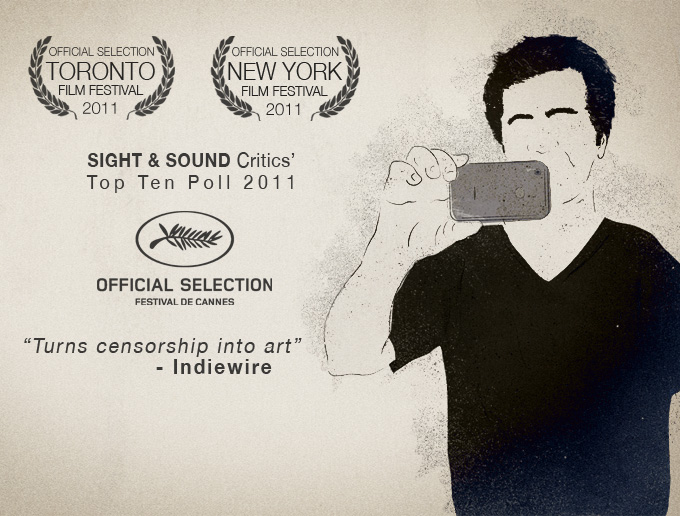 OFFICIAL SELECTION
TORONTO
FILM FESTIVAL
2011
OFFICIAL SELECTION
NEW YORK
FILM FESTIVAL
2011
SIGHT & SOUND Critics’
Top Ten Poll 2011
OFFICIAL SELECTION
FESTIVAL DE CANNES
“Turns censorship into art”
- Indiewire